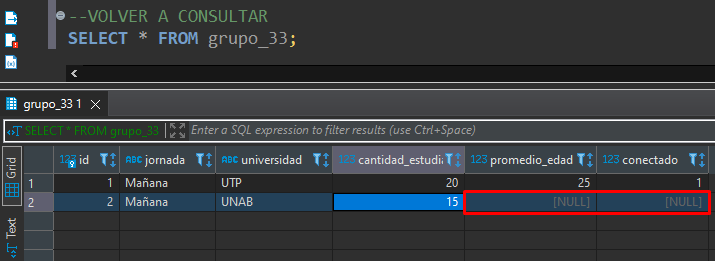 --VOLVER A CONSULTAR
SELECT * FROM grupo_33;
grupo_33 1
SELECT * FROM grupo_33
Enter a SQL expression to filter results (use Ctrl+Space)
Grid
Text
123 id ABC jornada ABC universidad 123 cantidad_estudi 123 promedio_edad 123 conectado
1 1 Mañana UTP 20 25 1
2 2 Mañana UNAB 15 [NULL] [NULL]